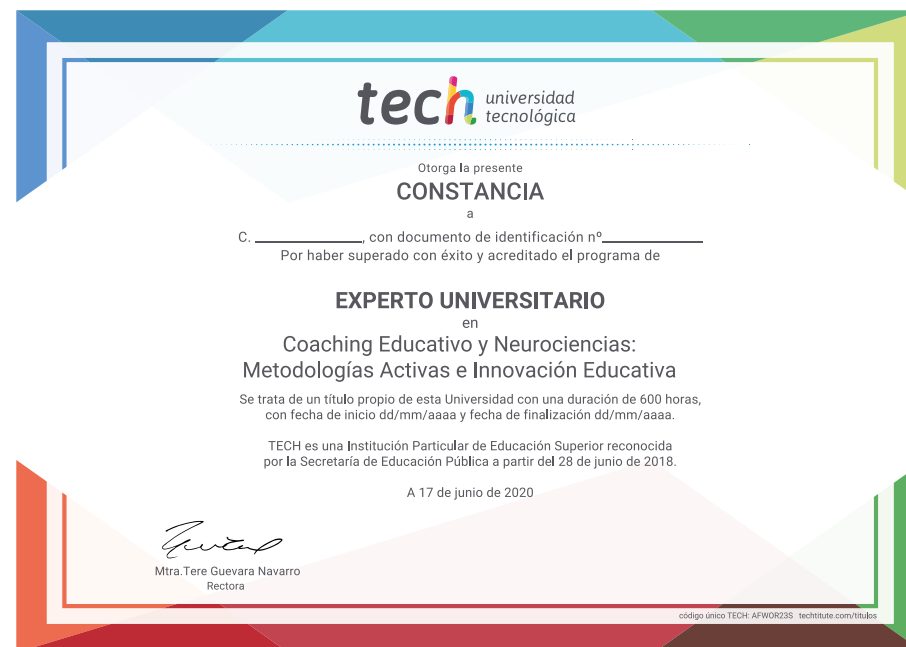 tech universidad
tecnológica
Otorga la presente
CONSTANCIA
a
C. ____________, con documento de identificación nº____________
Por haber superado con éxito y acreditado el programa de
EXPERTO UNIVERSITARIO
en
Coaching Educativo y Neurociencias:
Metodologías Activas e Innovación Educativa
Se trata de un título propio de esta Universidad con una duración de 600 horas,
con fecha de inicio dd/mm/aaaa y fecha de finalización dd/mm/aaaa.
TECH es una Institución Particular de Educación Superior reconocida
por la Secretaría de Educación Pública a partir del 28 de junio de 2018.
A 17 de junio de 2020
Mtra.Tere Guevara Navarro
Rectora
código único TECH: AFWOR23S techtitute.com/titulos